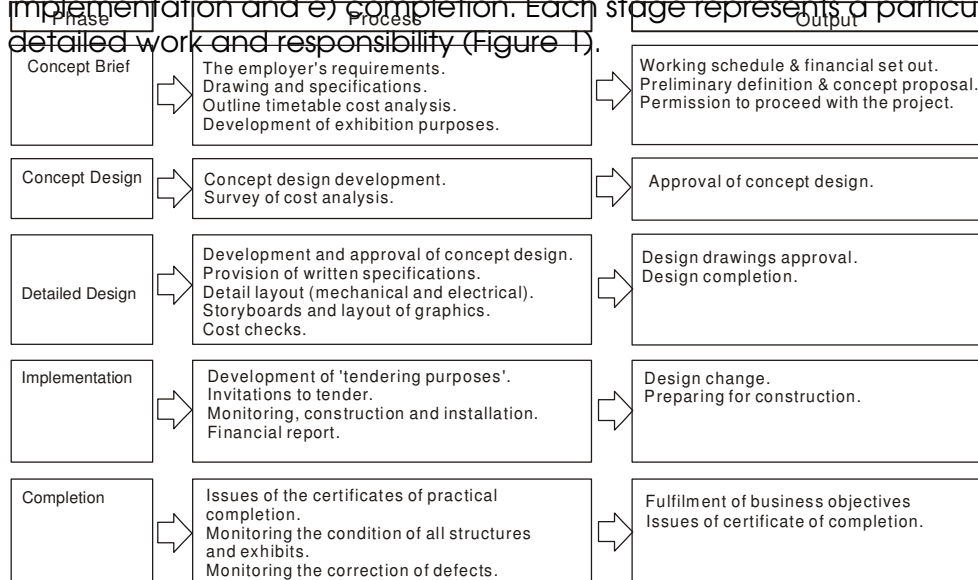 implementation and e) completion. Each stage represents a particu
Phase Process Output
detailed work and responsibility (Figure 1).
Concept Brief
The employer's requirements.
Drawing and specifications.
Outline timetable cost analysis.
Development of exhibition purposes.
Working schedule & financial set out.
Preliminary definition & concept proposal.
Permission to proceed with the project.
Concept Design
Concept design development.
Survey of cost analysis.
Approval of concept design.
Detailed Design
Development and approval of concept design.
Provision of written specifications.
Detail layout (mechanical and electrical).
Storyboards and layout of graphics.
Cost checks.
Design drawings approval.
Design completion.
Implementation
Development of 'tendering purposes'.
Invitations to tender.
Monitoring, construction and installation.
Financial report.
Design change.
Preparing for construction.
Completion
Issues of the certificates of practical
completion.
Monitoring the condition of all structures
and exhibits.
Monitoring the correction of defects.
Fulfilment of business objectives
Issues of certificate of completion.